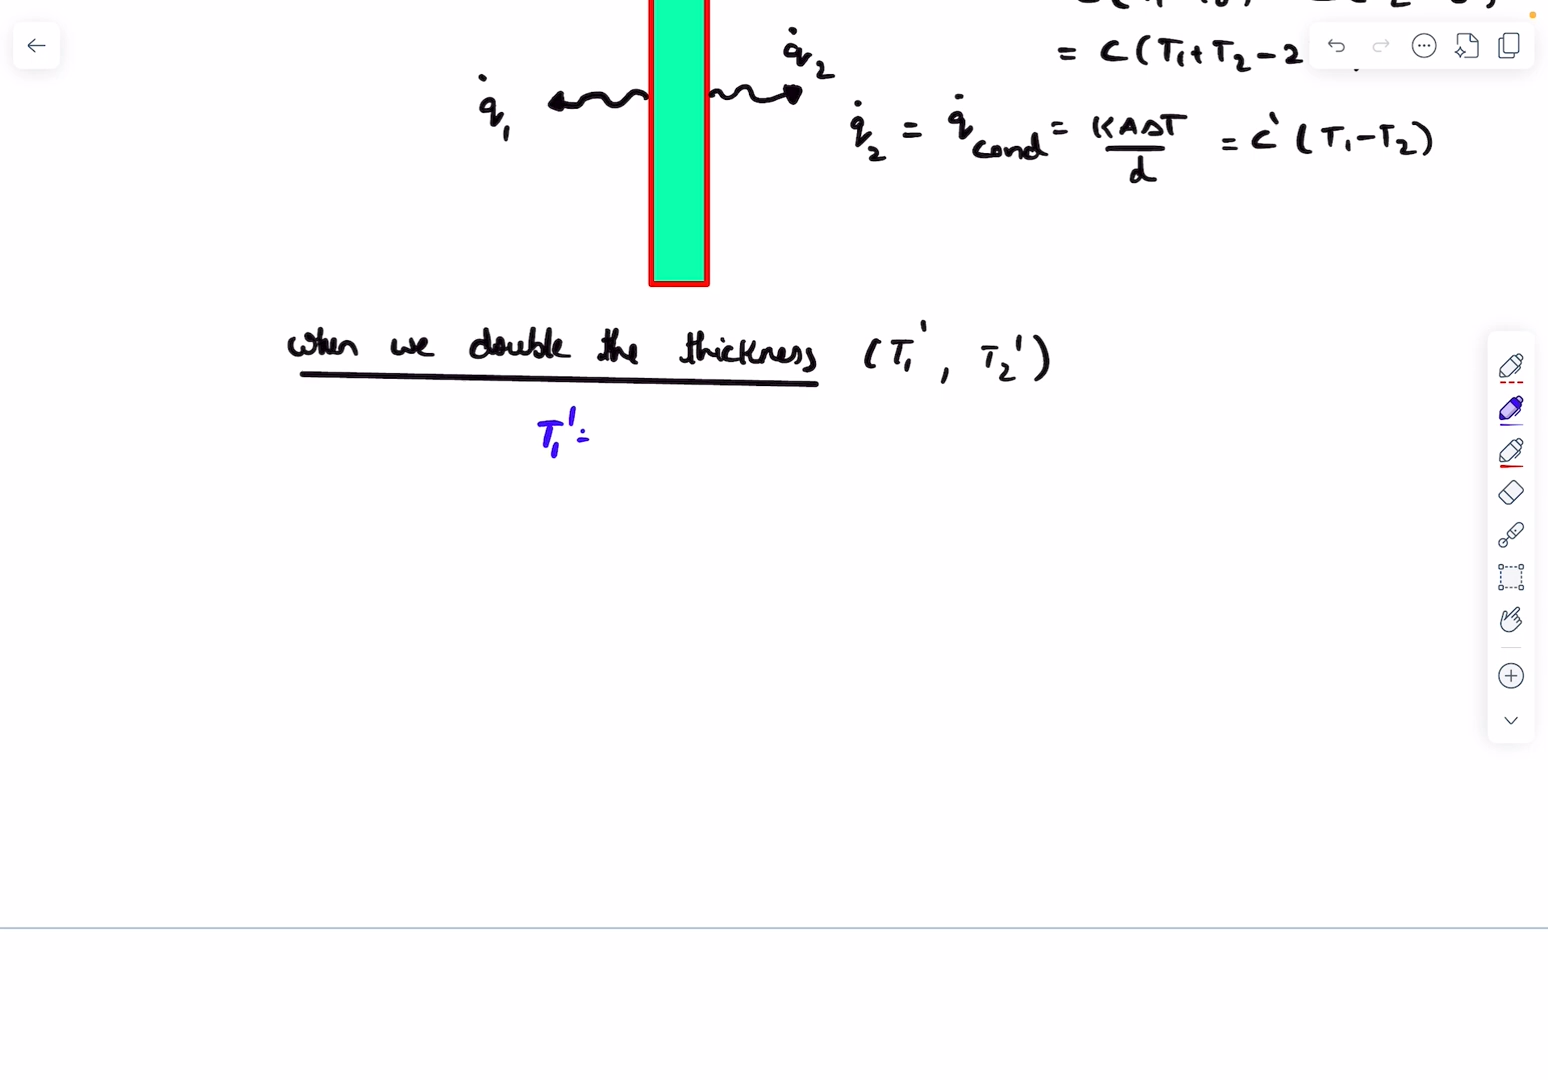 = C(T₁+T₂-2
q̇₁
q̇₂
q̇₂ = q̇cond = KAΔT/d = C'(T₁-T₂)
when we double the thickness (T₁', T₂')
T₁'=